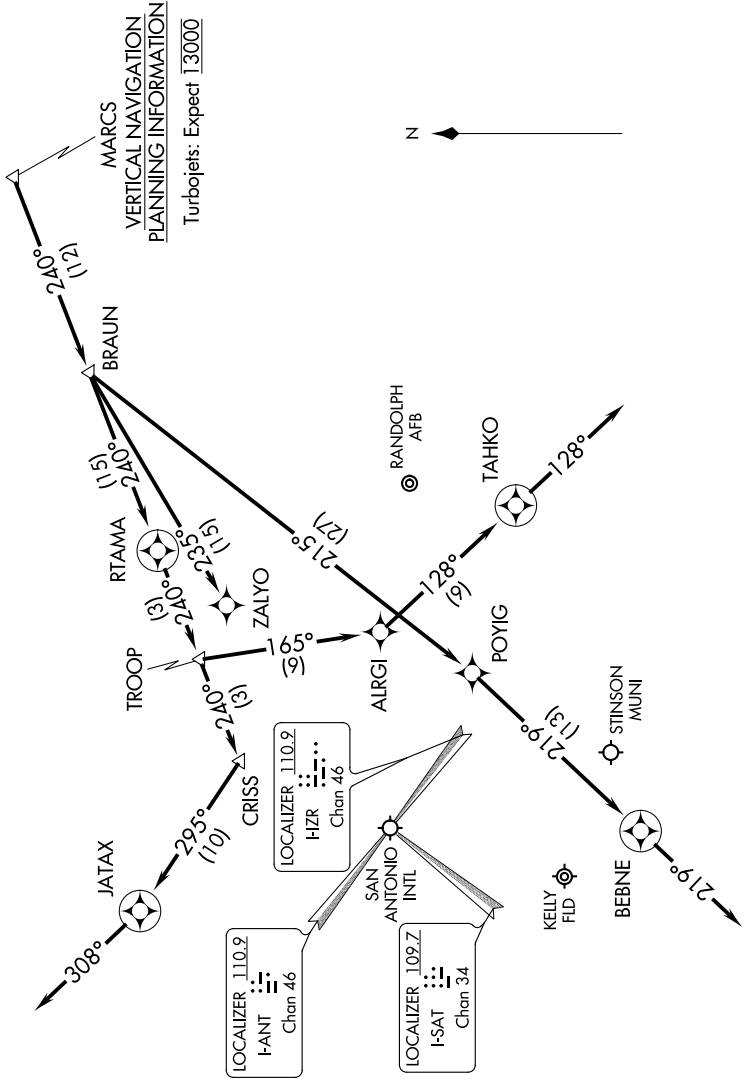 MARCS
VERTICAL NAVIGATION
PLANNING INFORMATION
Turbojets: Expect 13000
N
240°
(12)
BRAUN
(15)
240°
RTAMA
235°
(15)
ZALYO
(3)
240°
TROOP
240°
(3)
CRISS
295°
(10)
JATAX
308°
165°
(9)
ALRGI
128°
(9)
TAHKO
128°
RANDOLPH
AFB
215°
(27)
POYIG
219°
(13)
BEBNE
219°
STINSON
MUNI
KELLY
FLD
SAN
ANTONIO
INTL
LOCALIZER 110.9
I-IZR
Chan 46
LOCALIZER 110.9
I-ANT
Chan 46
LOCALIZER 109.7
I-SAT
Chan 34